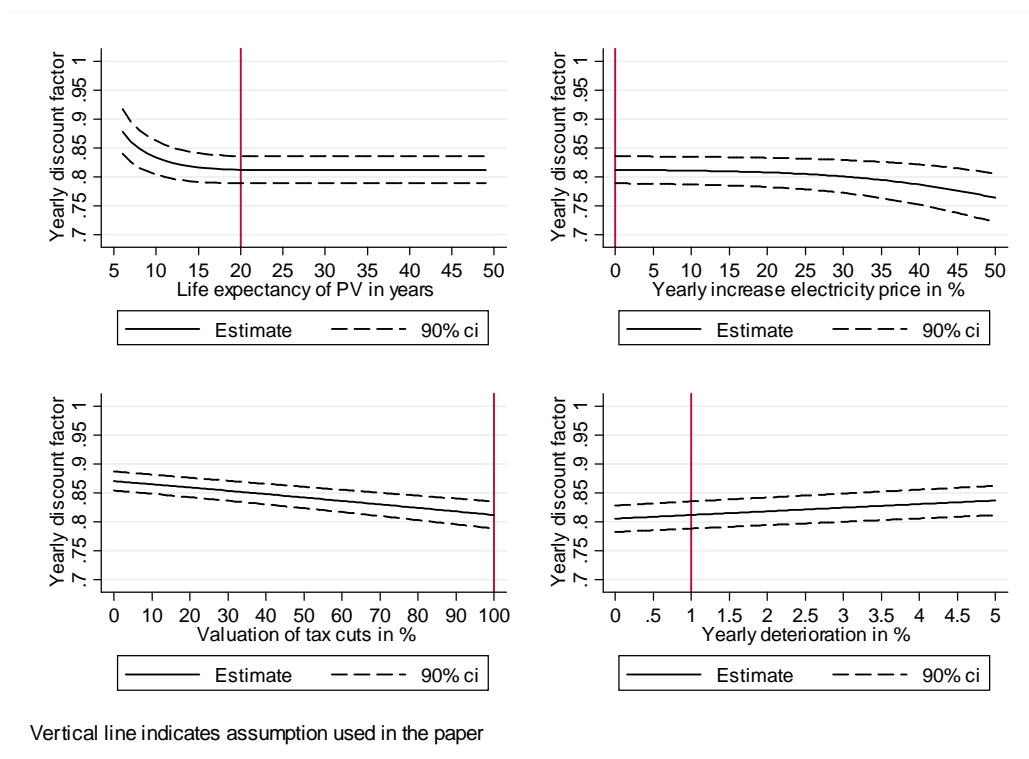 Yearly discount factor
.7 .75 .8 .85 .9 .95 1
5 10 15 20 25 30 35 40 45 50
Life expectancy of PV in years
Estimate 90% ci
Yearly discount factor
.7 .75 .8 .85 .9 .95 1
0 5 10 15 20 25 30 35 40 45 50
Yearly increase electricity price in %
Estimate 90% ci
Yearly discount factor
.7 .75 .8 .85 .9 .95 1
0 10 20 30 40 50 60 70 80 90 100
Valuation of tax cuts in %
Estimate 90% ci
Yearly discount factor
.7 .75 .8 .85 .9 .95 1
0 .5 1 1.5 2 2.5 3 3.5 4 4.5 5
Yearly deterioration in %
Estimate 90% ci
Vertical line indicates assumption used in the paper